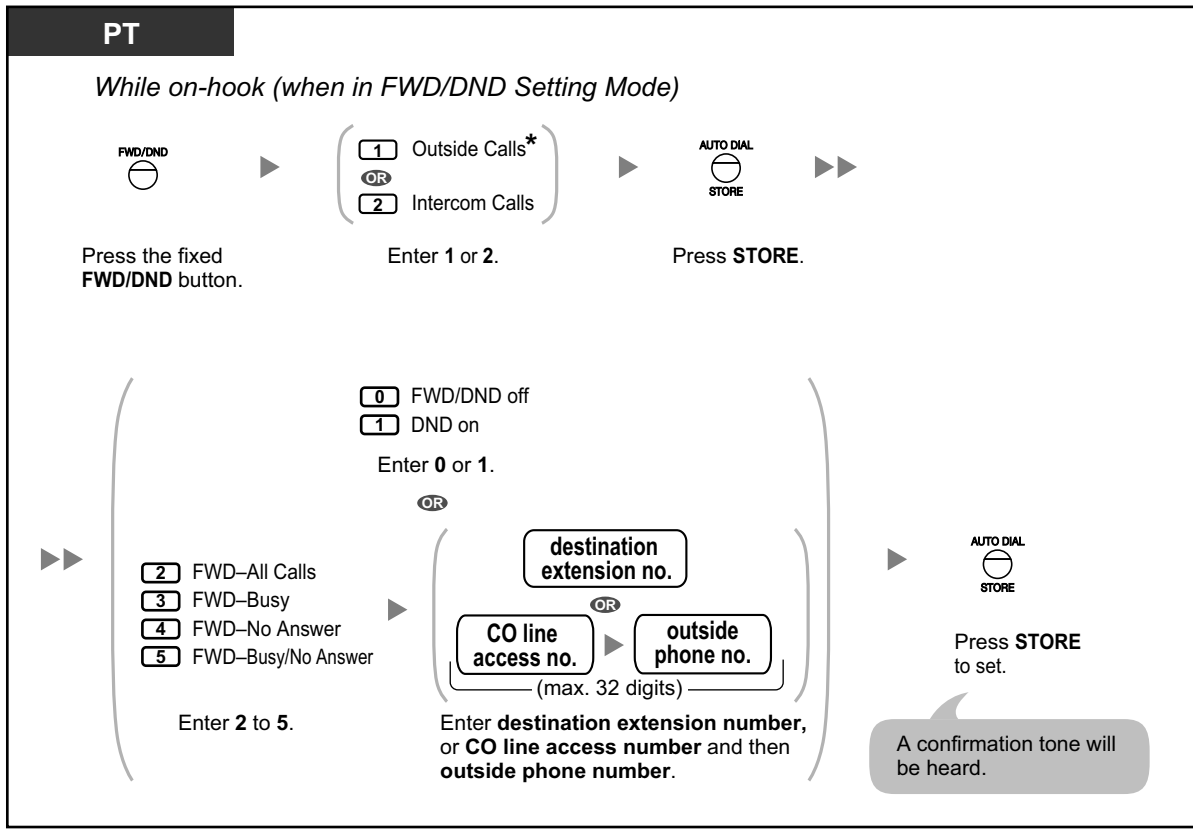 PT
While on-hook (when in FWD/DND Setting Mode)
FWD/DND
Press the fixed
FWD/DND button.
1 Outside Calls*
OR
2 Intercom Calls
Enter 1 or 2.
AUTO DIAL
STORE
Press STORE.
0 FWD/DND off
1 DND on
Enter 0 or 1.
OR
2 FWD–All Calls
3 FWD–Busy
4 FWD–No Answer
5 FWD–Busy/No Answer
Enter 2 to 5.
destination
extension no.
OR
CO line
access no.
outside
phone no.
(max. 32 digits)
Enter destination extension number,
or CO line access number and then
outside phone number.
AUTO DIAL
STORE
Press STORE
to set.
A confirmation tone will
be heard.